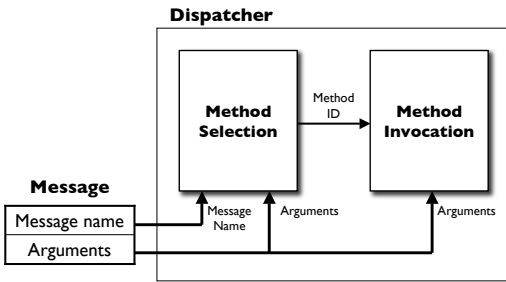 Dispatcher
Method
Selection
Method
ID
Method
Invocation
Message
Message name
Arguments
Message
Name
Arguments
Arguments